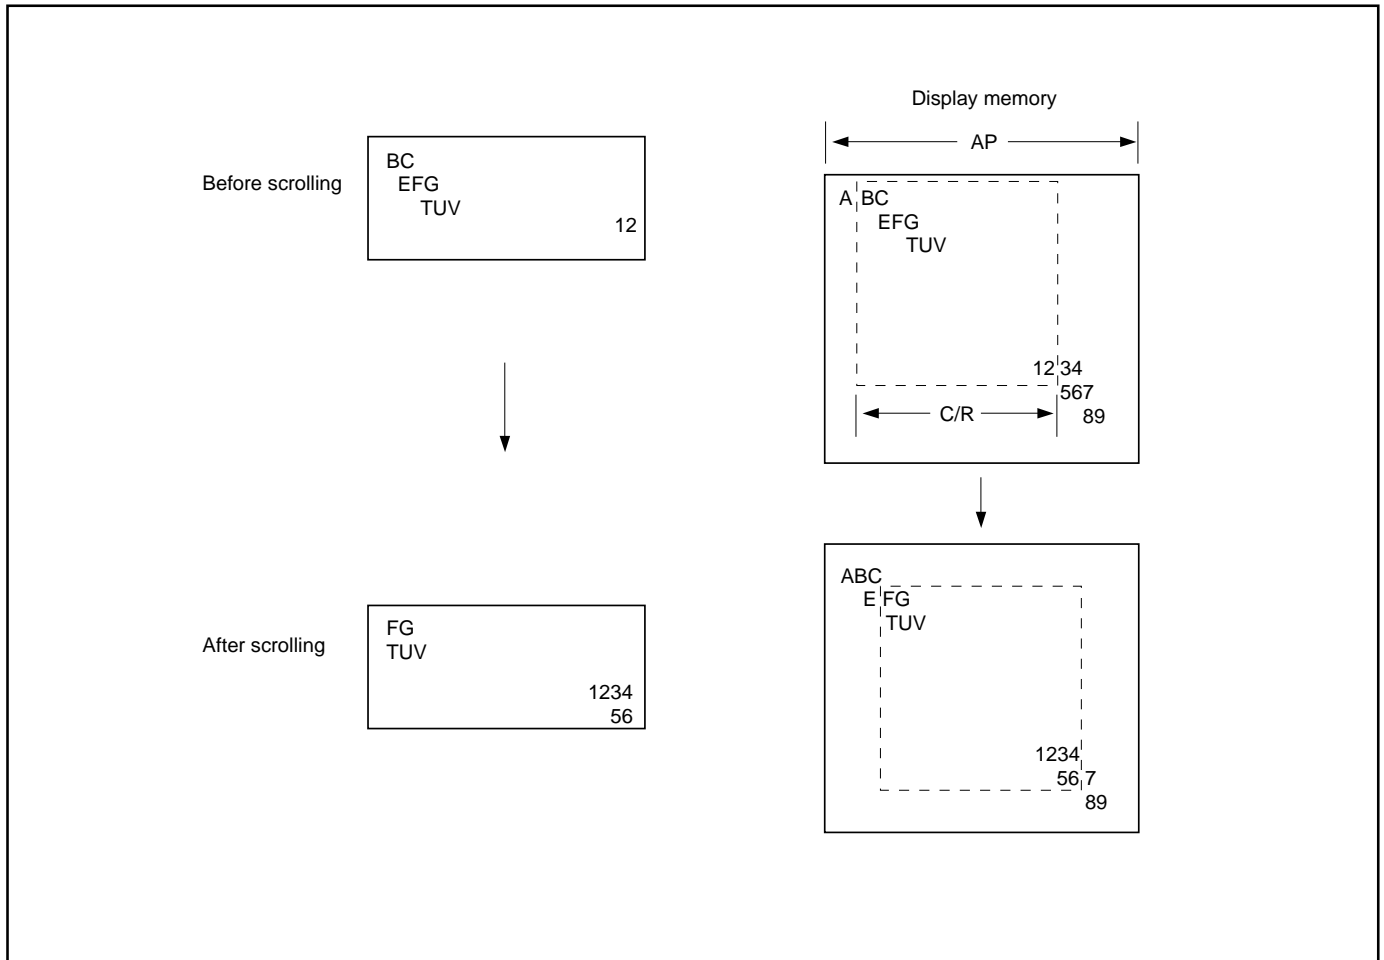 Display memory
AP
Before scrolling
BC
EFG
TUV
12
A BC
EFG
TUV
12 34
567
C/R
89
After scrolling
FG
TUV
1234
56
ABC
E FG
TUV
1234
56 7
89